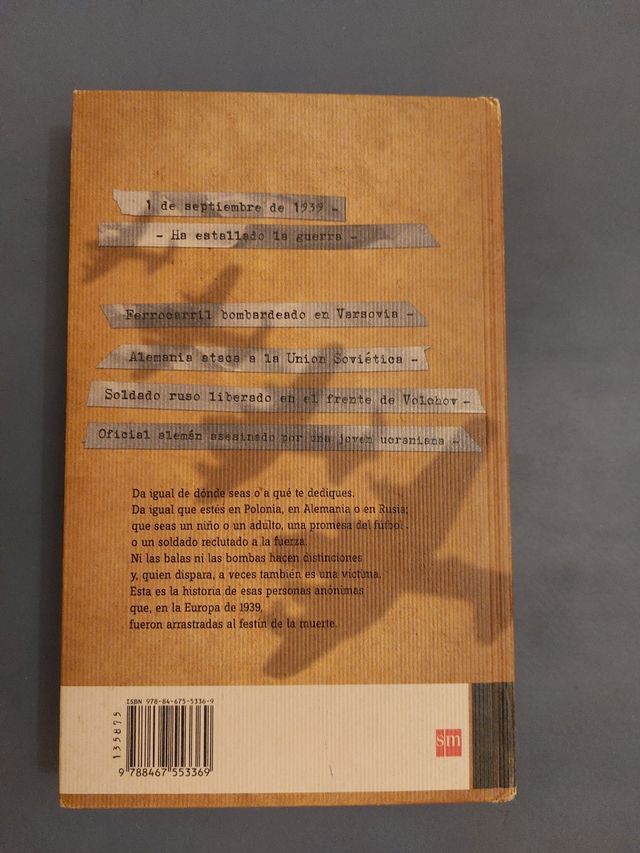 1 de septiembre de 1939 -
- Ha estallado la guerra -
Ferrocarril bombardeado en Varsovia -
Alemania ataca a la Union Soviética -
Soldado ruso liberado en el frente de Volchov -
Oficial alemán asesinado por una joven ucraniana -
Da igual de dónde seas o a qué te dediques.
Da igual que estés en Polonia, en Alemania o en Rusia;
que seas un niño o un adulto, una promesa del fútbol
o un soldado reclutado a la fuerza.
Ni las balas ni las bombas hacen distinciones
y, quien dispara, a veces también es una víctima.
Esta es la historia de esas personas anónimas
que, en la Europa de 1939,
fueron arrastradas al festín de la muerte.
ISBN 978-84-675-5336-9
135875
9 788467 553369
sm